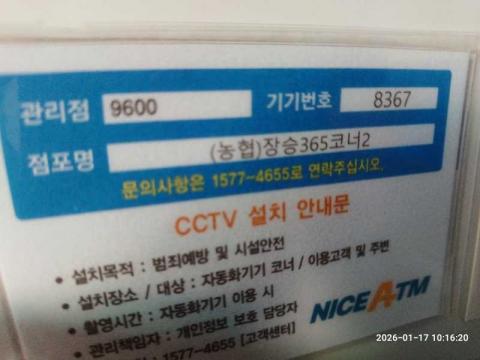 관리점 9600 기기번호 8367
점포명 (농협)장승365코너2
문의사항은 1577-4655로 연락주십시오.
CCTV 설치 안내문
• 설치목적 : 범죄예방 및 시설안전
• 설치장소 / 대상 : 자동화기기 코너 / 이용고객 및 주변
• 촬영시간 : 자동화기기 이용 시
• 관리책임자 : 개인정보 보호 담당자
1577-4655 [고객센터]
NICE ATM
2026-01-17 10:16:20